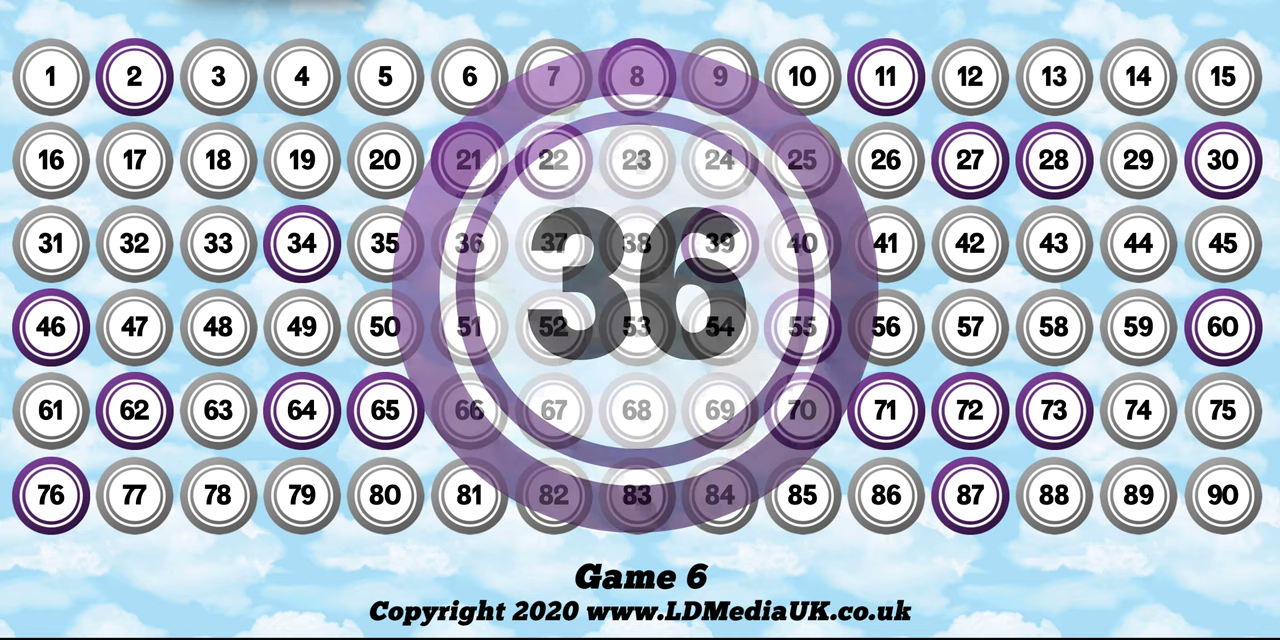 1 2 3 4 5 6 7 8 9 10 11 12 13 14 15
16 17 18 19 20 21 22 23 24 25 26 27 28 29 30
31 32 33 34 35 36 37 38 39 40 41 42 43 44 45
36
46 47 48 49 50 51 52 53 54 55 56 57 58 59 60
61 62 63 64 65 66 67 68 69 70 71 72 73 74 75
76 77 78 79 80 81 82 83 84 85 86 87 88 89 90
Game 6
Copyright 2020 www.LDMediaUK.co.uk